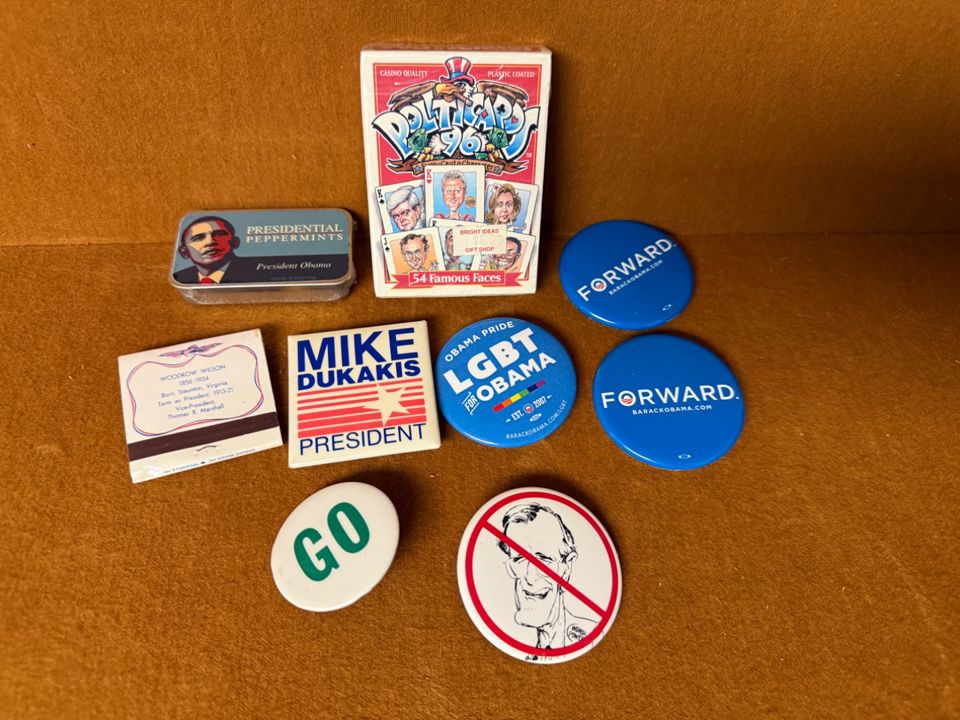 CASINO QUALITY
PLASTIC COATED
POLITICARDS
96
TM
54 Famous Faces
BRIGHT IDEAS
GIFT SHOP
K
K
K
J
PRESIDENTIAL
PEPPERMINTS
President Obama
FORWARD.
BARACKOBAMA.COM
WOODROW WILSON
1856-1924
Born, Staunton, Virginia
Term as President, 1913-21
Vice-President,
Thomas R. Marshall
MIKE
DUKAKIS
PRESIDENT
OBAMA PRIDE
LGBT
FOR OBAMA
EST. 2007
BARACKOBAMA.COM/LGBT
FORWARD.
BARACKOBAMA.COM
GO